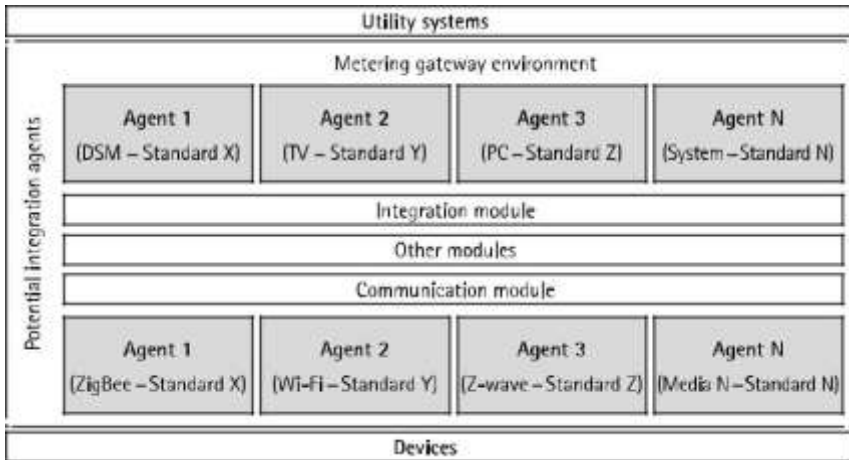 Utility systems
Metering gateway environment
Potential integration agents
Agent 1
(DSM – Standard X)
Agent 2
(TV – Standard Y)
Agent 3
(PC – Standard Z)
Agent N
(System – Standard N)
Integration module
Other modules
Communication module
Agent 1
(ZigBee – Standard X)
Agent 2
(Wi-Fi – Standard Y)
Agent 3
(Z-wave – Standard Z)
Agent N
(Media N – Standard N)
Devices